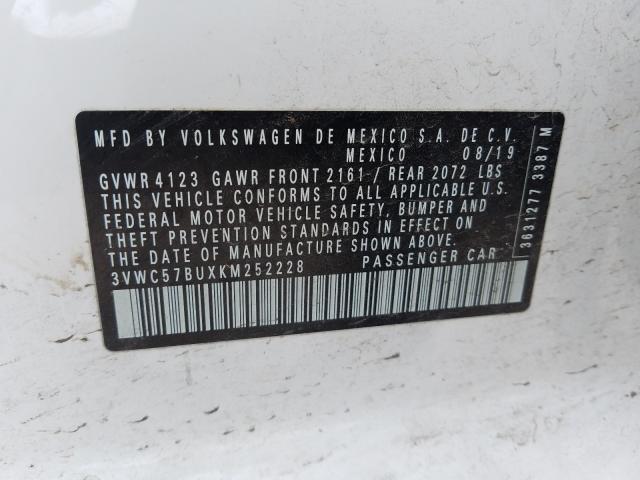 MFD BY VOLKSWAGEN DE MEXICO S.A. DE C.V.
MEXICO 08/19
GVWR 4123 GAWR FRONT 2161 / REAR 2072 LBS
THIS VEHICLE CONFORMS TO ALL APPLICABLE U.S.
FEDERAL MOTOR VEHICLE SAFETY, BUMPER AND
THEFT PREVENTION STANDARDS IN EFFECT ON
THE DATE OF MANUFACTURE SHOWN ABOVE.
3VWC57BUXKM252228 PASSENGER CAR
3631277 3387 M